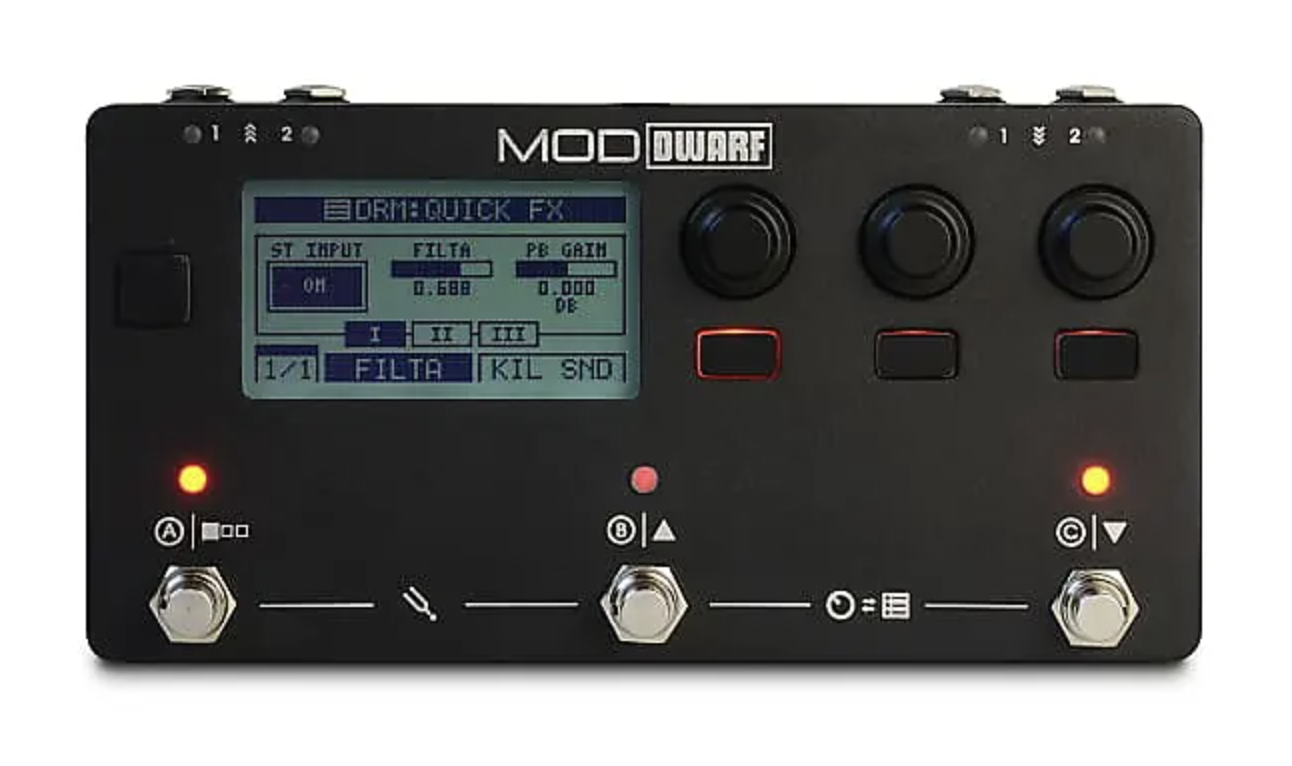 1 2
MOD DWARF
1 2
DRM:QUICK FX
ST INPUT FILTA PB GAIN
ON 0.688 0.000
DB
I II III
1/1 FILTA KIL SND
A B C